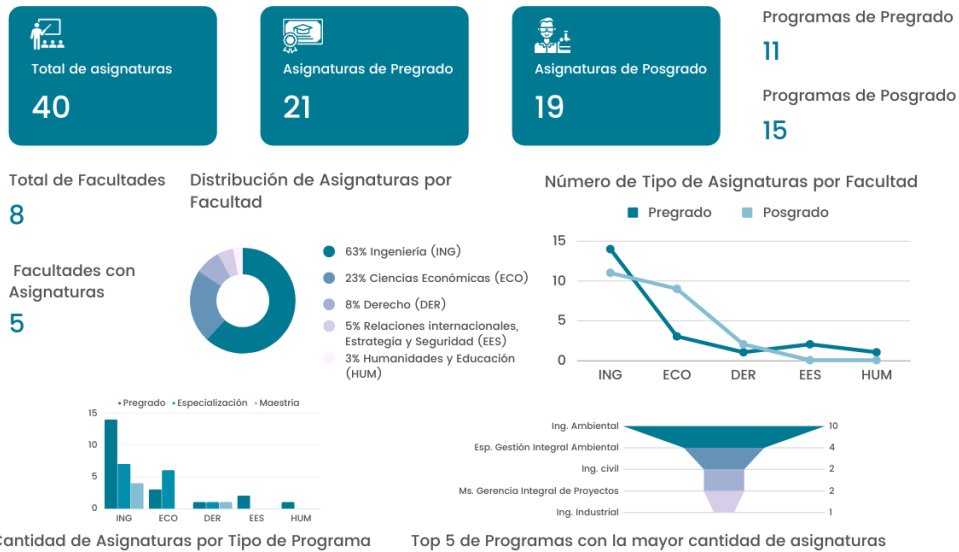 Total de asignaturas
40
Asignaturas de Pregrado
21
Asignaturas de Posgrado
19
Programas de Pregrado
11
Programas de Posgrado
15
Total de Facultades
8
Facultades con
Asignaturas
5
Distribución de Asignaturas por
Facultad
63% Ingeniería (ING)
23% Ciencias Económicas (ECO)
8% Derecho (DER)
5% Relaciones internacionales,
Estrategia y Seguridad (EES)
3% Humanidades y Educación
(HUM)
Número de Tipo de Asignaturas por Facultad
Pregrado Posgrado
15
10
5
0
ING ECO DER EES HUM
Pregrado Especialización Maestría
15
10
5
0
ING ECO DER EES HUM
Cantidad de Asignaturas por Tipo de Programa
Ing. Ambiental 10
Esp. Gestión Integral Ambiental 4
Ing. civil 2
Ms. Gerencia Integral de Proyectos 2
Ing. Industrial 1
Top 5 de Programas con la mayor cantidad de asignaturas